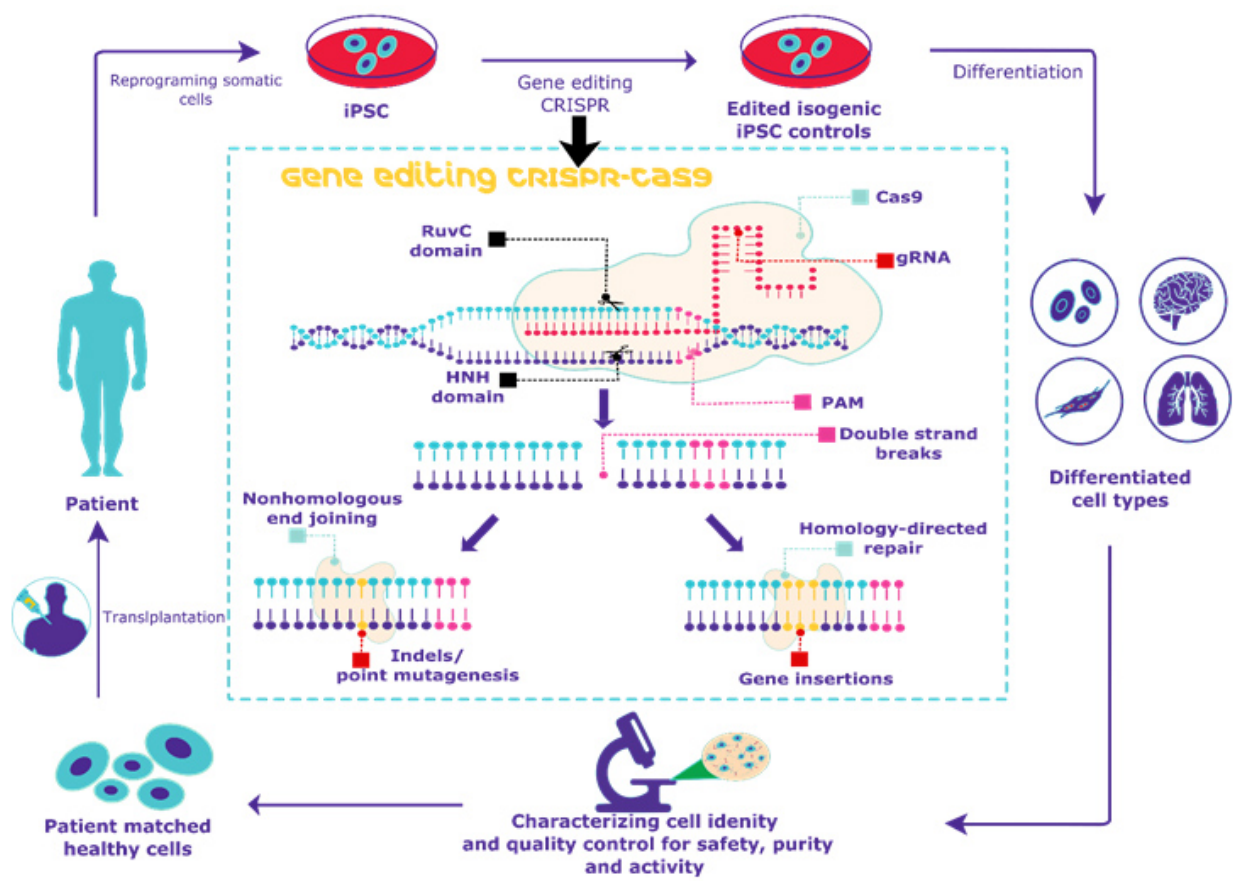 Reprograming somatic
cells
iPSC
Gene editing
CRISPR
Edited isogenic
iPSC controls
Differentiation
Gene editing CRISPR-Cas9
Cas9
RuvC
domain
gRNA
HNH
domain
PAM
Double strand
breaks
Patient
Differentiated
cell types
Nonhomologous
end joining
Homology-directed
repair
Translplantation
Indels/
point mutagenesis
Gene insertions
Patient matched
healthy cells
Characterizing cell idenity
and quality control for safety, purity
and activity